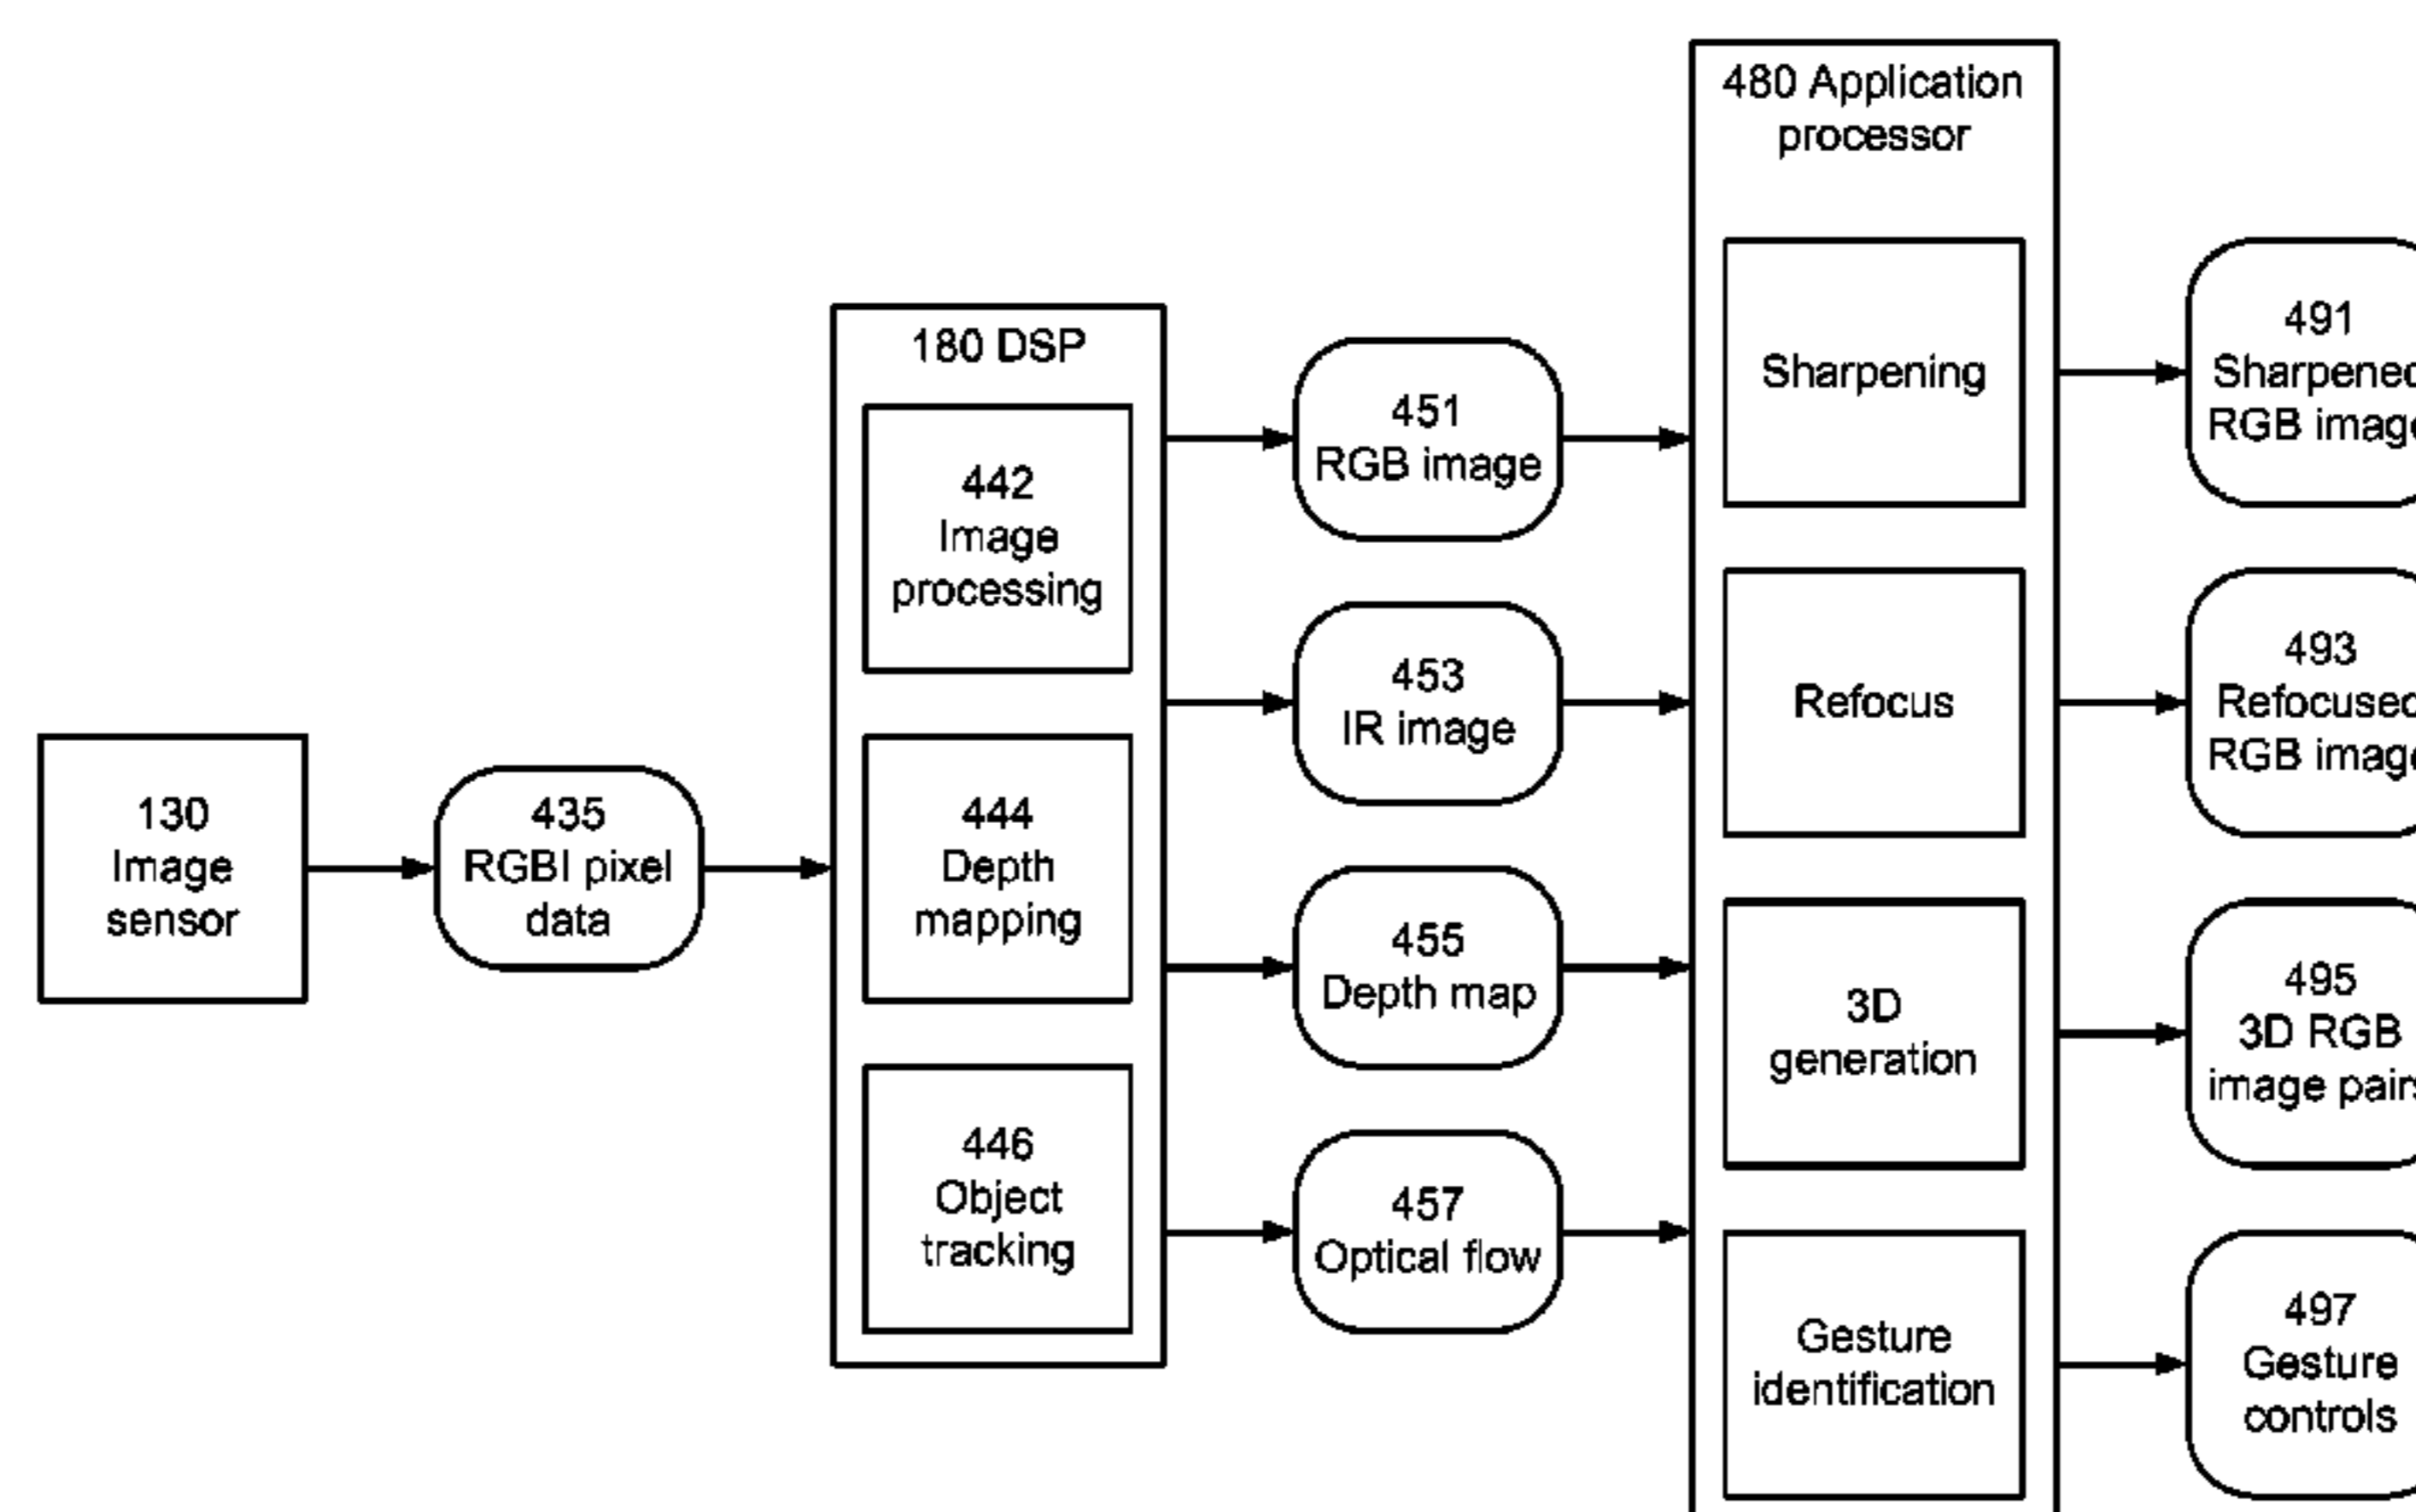 130
Image
sensor
435
RGBI pixel
data
180 DSP
442
Image
processing
444
Depth
mapping
446
Object
tracking
451
RGB image
453
IR image
455
Depth map
457
Optical flow
480 Application
processor
Sharpening
Refocus
3D
generation
Gesture
identification
491
Sharpened
RGB image
493
Refocused
RGB image
495
3D RGB
image pairs
497
Gesture
controls